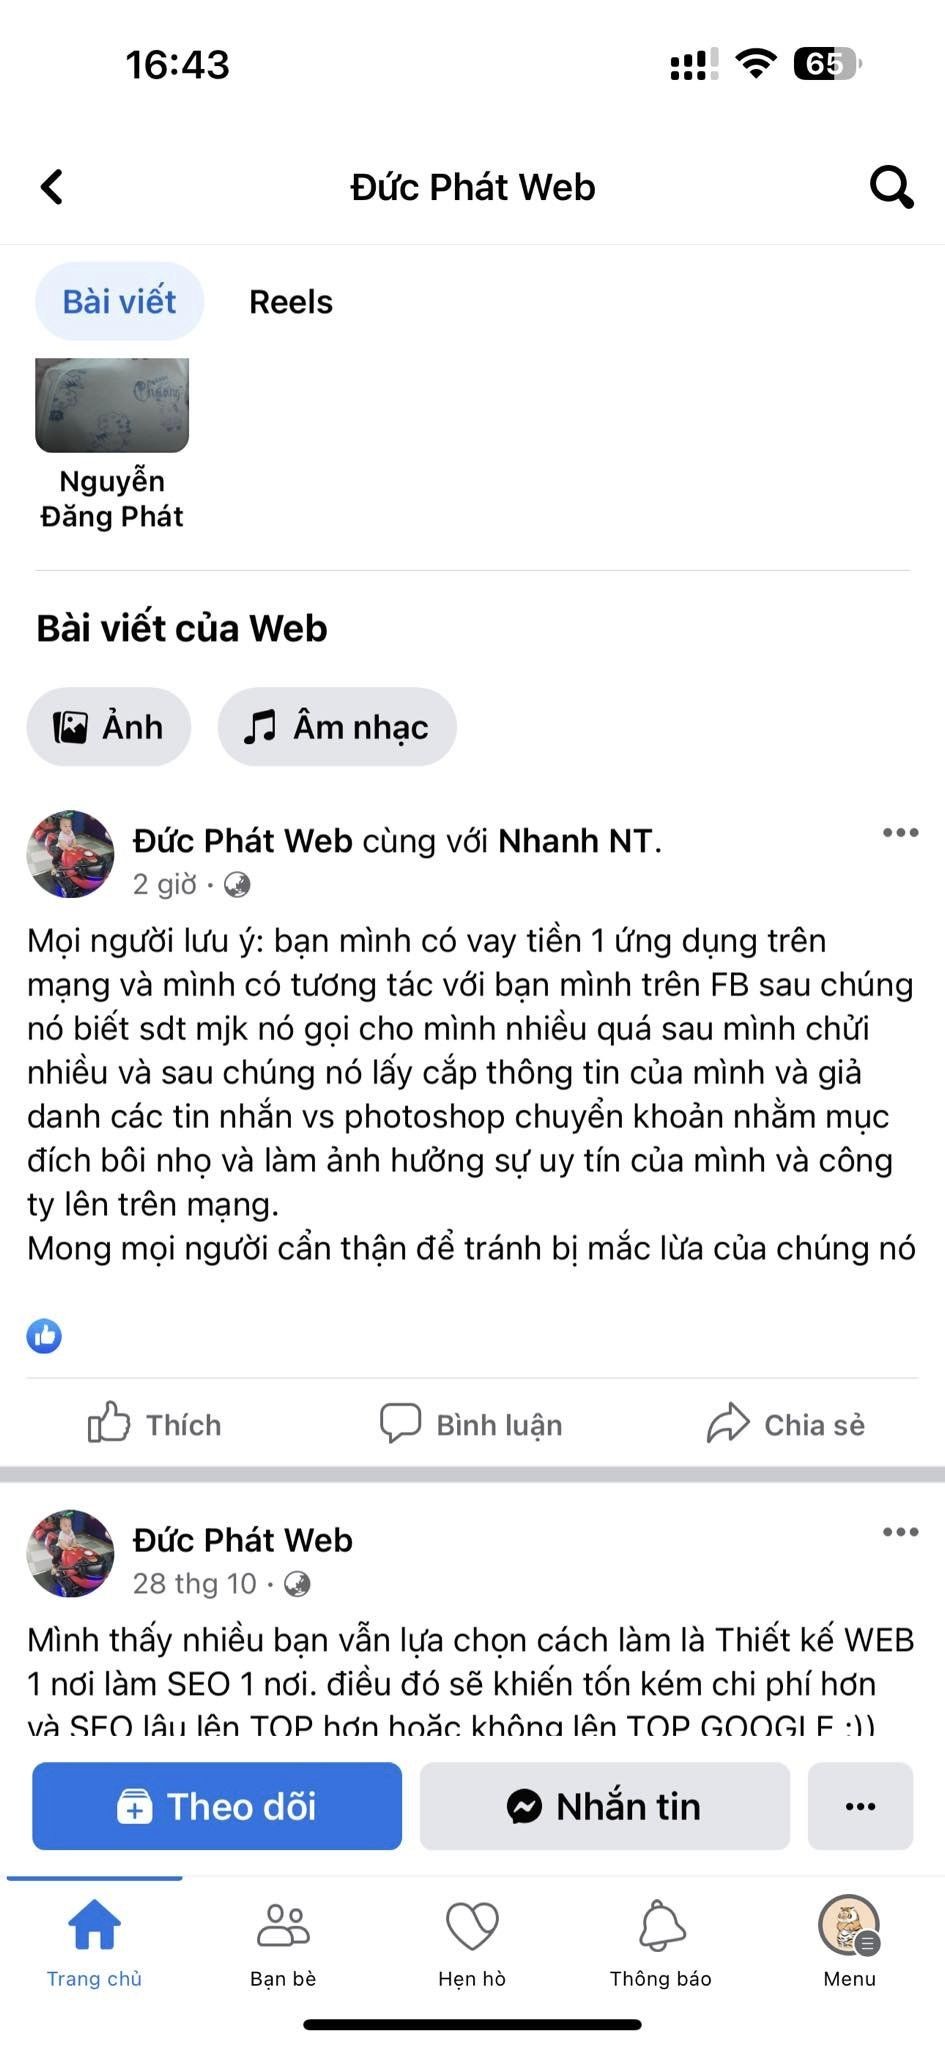 16:43
65
Đức Phát Web
Bài viết
Reels
Nguyễn
Đăng Phát
Bài viết của Web
Ảnh
Âm nhạc
Đức Phát Web cùng với Nhanh NT.
2 giờ ·
Mọi người lưu ý: bạn mình có vay tiền 1 ứng dụng trên
mạng và mình có tương tác với bạn mình trên FB sau chúng
nó biết sdt mjk nó gọi cho mình nhiều quá sau mình chửi
nhiều và sau chúng nó lấy cắp thông tin của mình và giả
danh các tin nhắn vs photoshop chuyển khoản nhằm mục
đích bôi nhọ và làm ảnh hưởng sự uy tín của mình và công
ty lên trên mạng.
Mong mọi người cẩn thận để tránh bị mắc lừa của chúng nó
Thích
Bình luận
Chia sẻ
Đức Phát Web
28 thg 10 ·
Mình thấy nhiều bạn vẫn lựa chọn cách làm là Thiết kế WEB
1 nơi làm SEO 1 nơi. điều đó sẽ khiến tốn kém chi phí hơn
và SEO lâu lên TOP hơn hoặc không lên TOP GOOGLE :))
Theo dõi
Nhắn tin
Trang chủ
Bạn bè
Hẹn hò
Thông báo
Menu